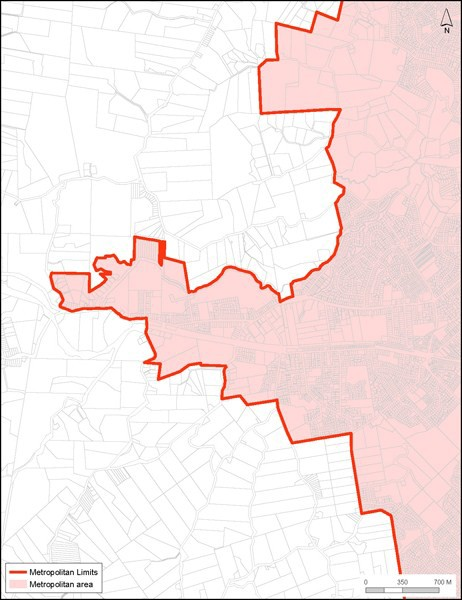 N
Metropolitan Limits
Metropolitan area
0 350 700 M